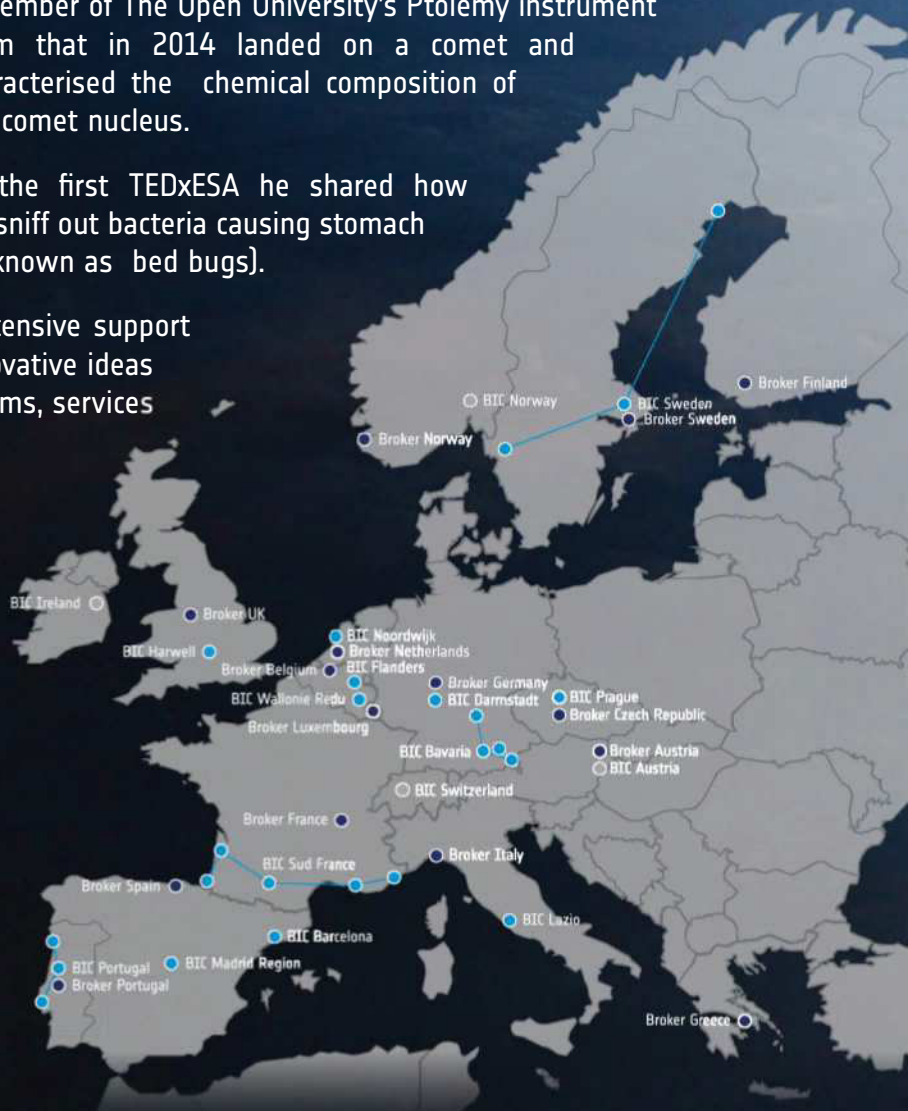 ember of The Open University's Ptolemy instrument
m that in 2014 landed on a comet and
racterised the chemical composition of
comet nucleus.
the first TEDxESA he shared how
sniff out bacteria causing stomach
known as bed bugs).
tensive support
ovative ideas
ms, services
Broker Finland
BIC Norway
BIC Sweden
Broker Sweden
Broker Norway
BIC Ireland
Broker UK
BIC Noordwijk
BIC Harwell
Broker Netherlands
Broker Belgium
BIC Flanders
Broker Germany
BIC Wallonie Redu
BIC Darmstadt
BIC Prague
Broker Luxembourg
Broker Czech Republic
BIC Bavaria
Broker Austria
BIC Austria
BIC Switzerland
Broker France
Broker Italy
BIC Sud France
Broker Spain
BIC Lazio
BIC Barcelona
BIC Portugal
BIC Madrid Region
Broker Portugal
Broker Greece